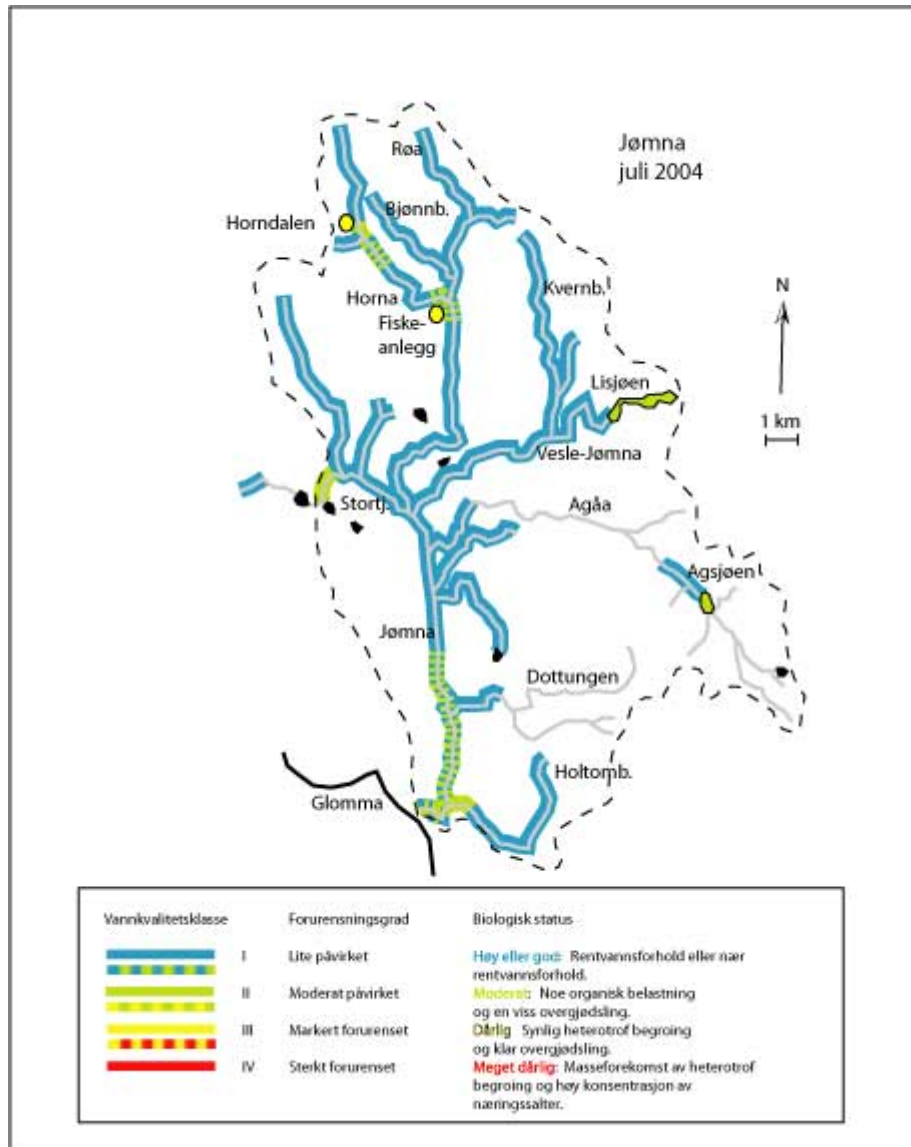 Jømna
juli 2004
Røa
Bjønnb.
Horndalen
N
Kvernb.
Horna
Fiske-
anlegg
Lisjøen
1 km
Vesle-Jømna
Stortj.
Agåa
Agsjøen
Jømna
Dottungen
Holtomb.
Glomma
Vannkvalitetsklasse Forurensningsgrad Biologisk status
I Lite påvirket Høy eller god: Rentvannsforhold eller nær
rentvannsforhold.
II Moderat påvirket Moderat: Noe organisk belastning
og en viss overgjødsling.
III Markert forurenset Dårlig Synlig heterotrof begroing
og klar overgjødsling.
IV Sterkt forurenset Meget dårlig: Masseforekomst av heterotrof
begroing og høy konsentrasjon av
næringssalter.